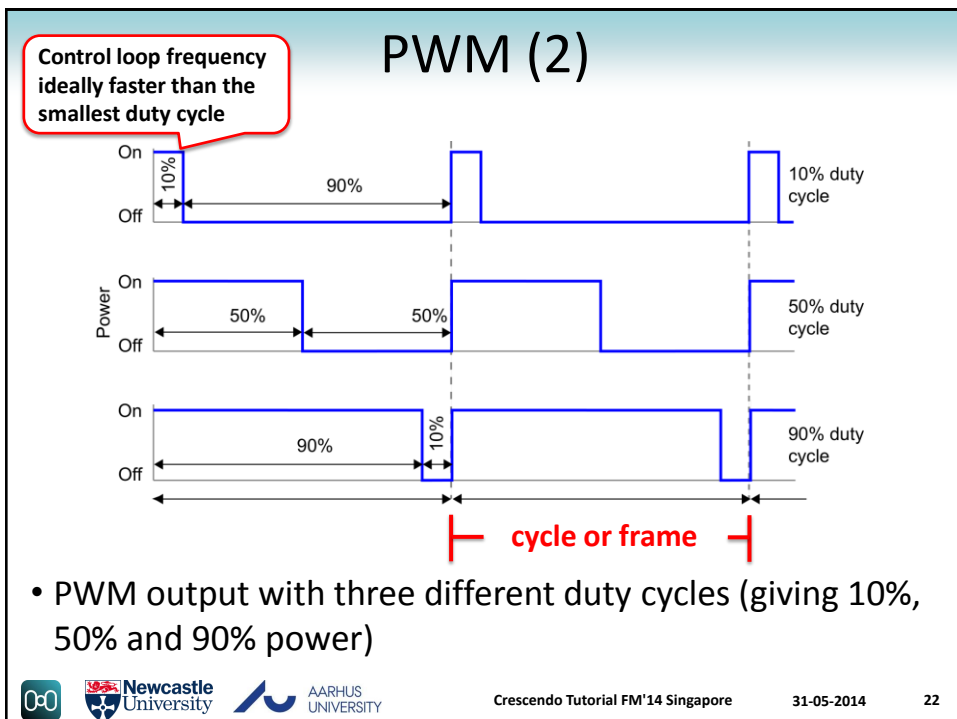 PWM (2)
Control loop frequency
ideally faster than the
smallest duty cycle
On
10%
90%
Off
10% duty
cycle
Power
On
50%
50%
Off
50% duty
cycle
On
90%
10%
Off
90% duty
cycle
cycle or frame
• PWM output with three different duty cycles (giving 10%,
50% and 90% power)
Newcastle
University
AARHUS
UNIVERSITY
Crescendo Tutorial FM'14 Singapore
31-05-2014
22